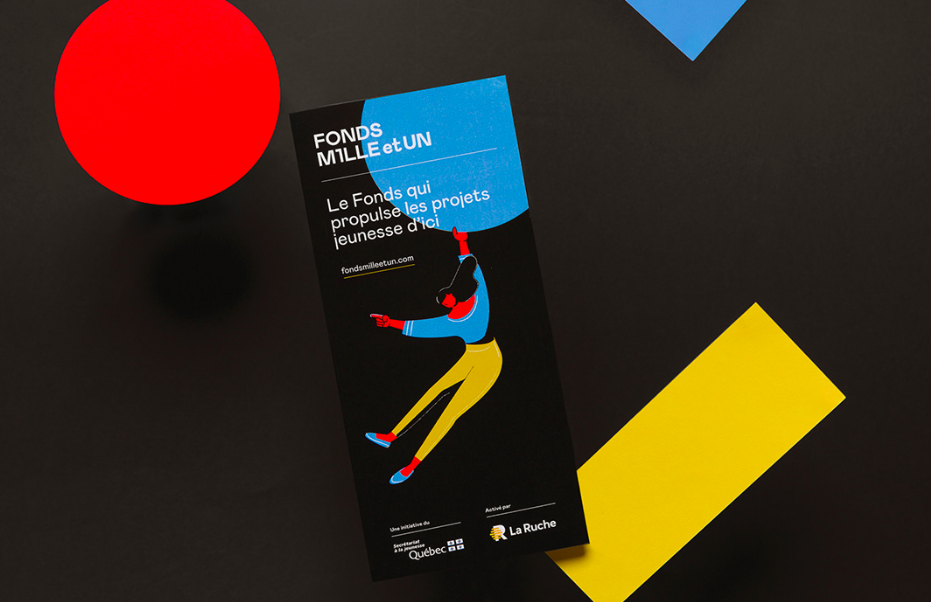 FONDS
M1LLE et UN
Le Fonds qui
propulse les projets
jeunesse d'ici
fondsmilleetun.com
Une initiative du
Secrétariat
à la jeunesse
Québec
Activé par
La Ruche